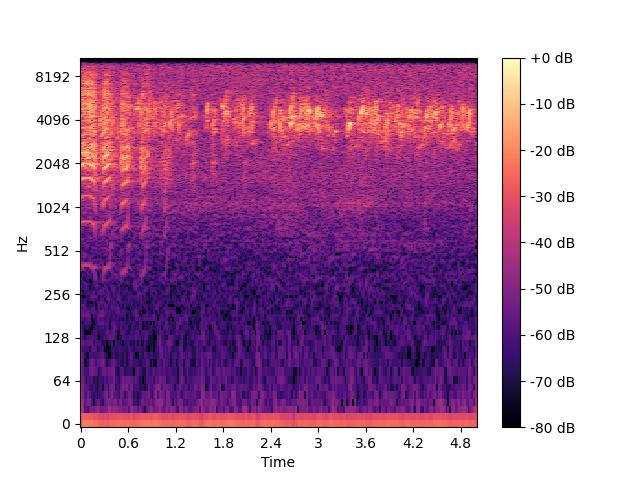 Hz
8192
4096
2048
1024
512
256
128
64
0
0 0.6 1.2 1.8 2.4 3 3.6 4.2 4.8
Time
+0 dB
-10 dB
-20 dB
-30 dB
-40 dB
-50 dB
-60 dB
-70 dB
-80 dB